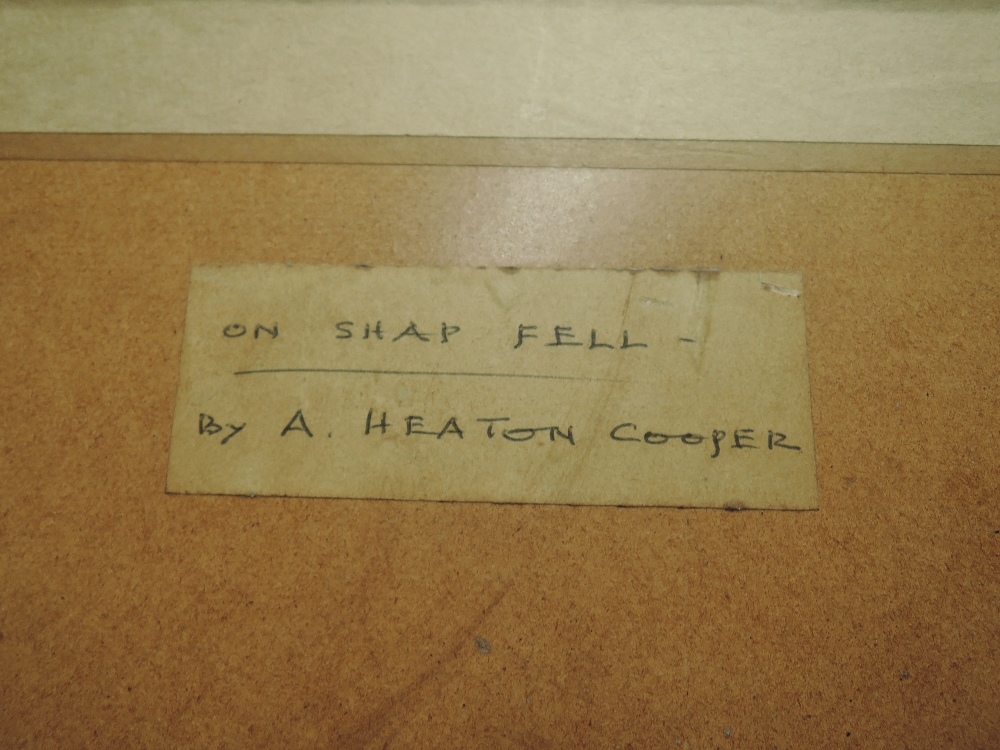 ON SHAP FELL -
By A. HEATON COOPER